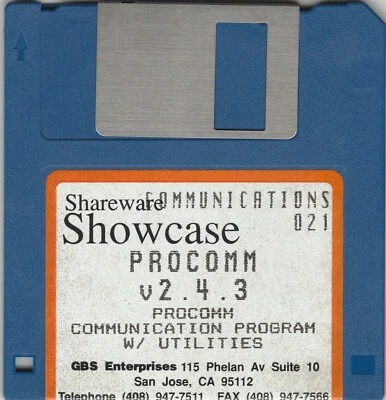 Shareware COMMUNICATIONS
Showcase 021
PROCOMM
v2.4.3
PROCOMM
COMMUNICATION PROGRAM
W/ UTILITIES
GBS Enterprises 115 Phelan Av Suite 10
San Jose, CA 95112
Telephone (408) 947-7511 FAX (408) 947-7566